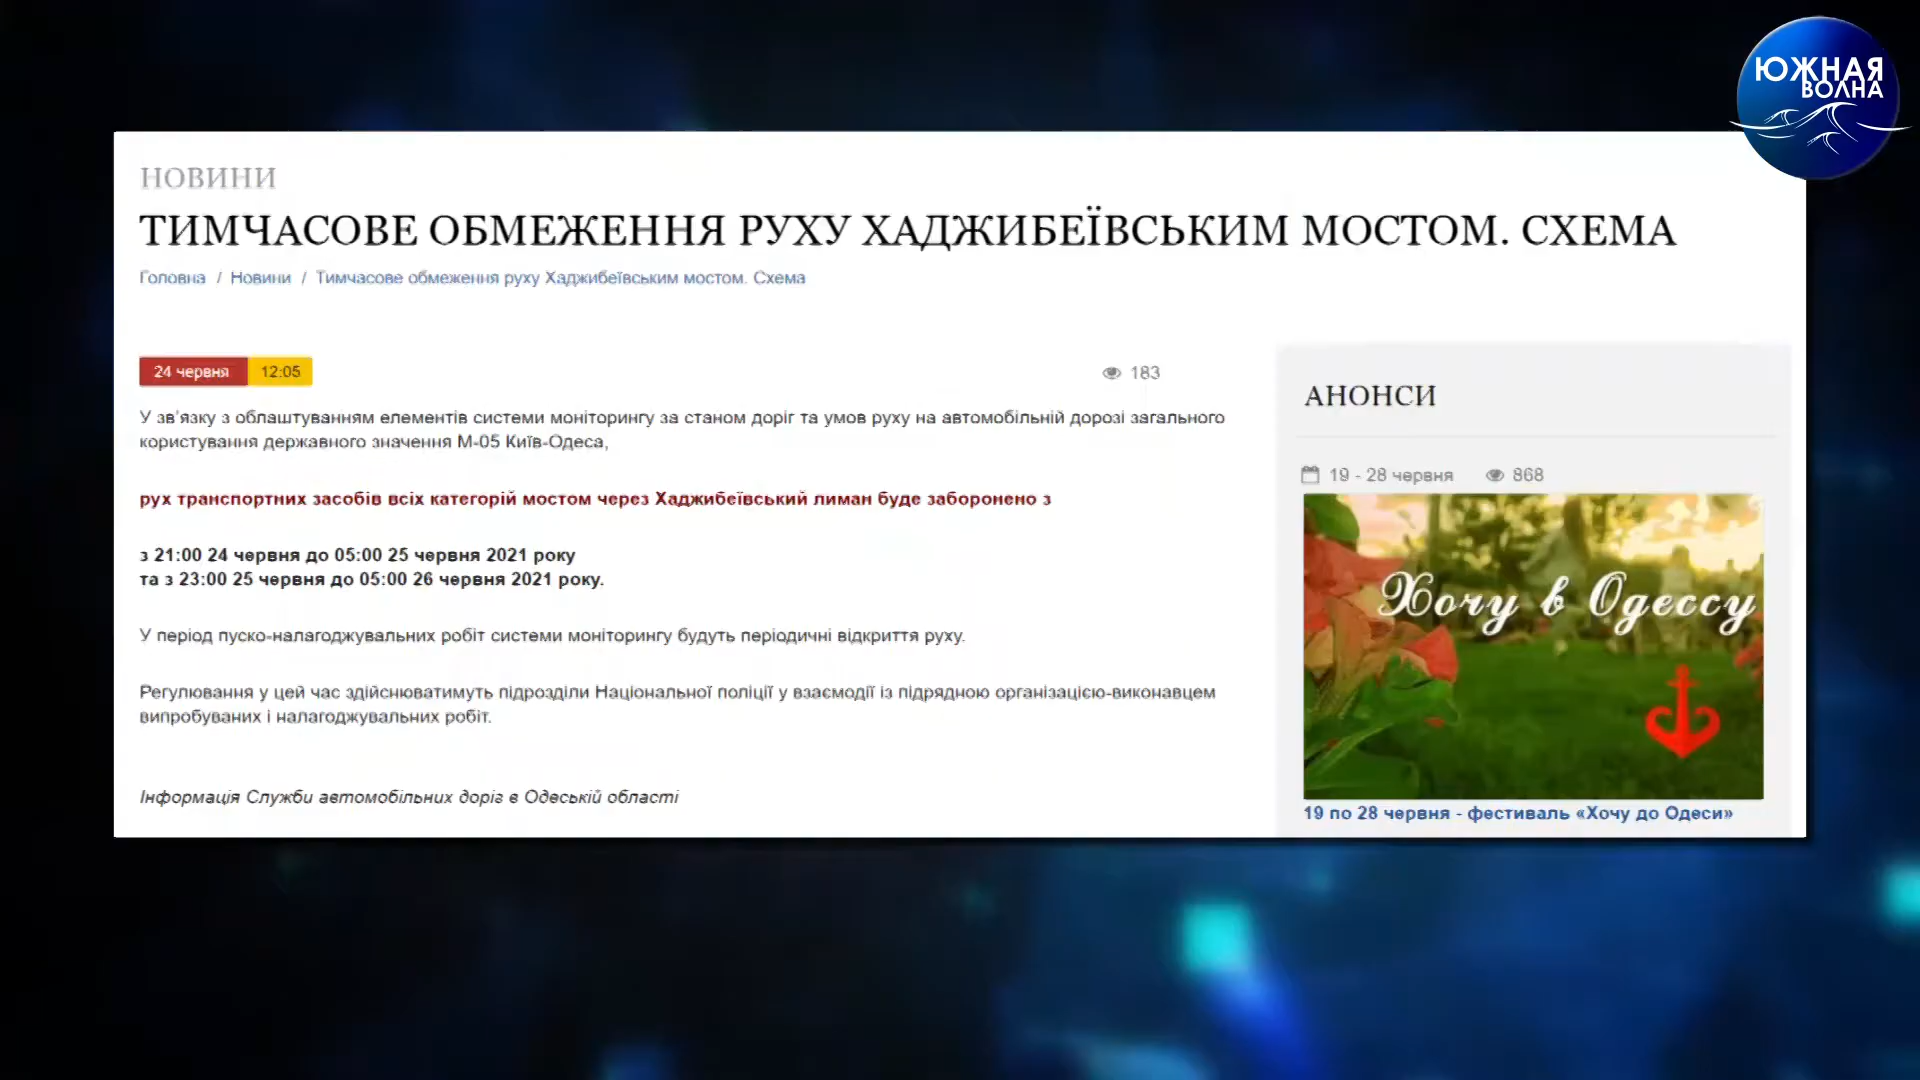 ЮЖНАЯ
ВОЛНА
НОВИНИ
ТИМЧАСОВЕ ОБМЕЖЕННЯ РУХУ ХАДЖИБЕЇВСЬКИМ МОСТОМ. СХЕМА
Головна / Новини / Тимчасове обмеження руху Хаджибеївським мостом. Схема
24 червня 12:05
183
У зв'язку з облаштуванням елементів системи моніторингу за станом доріг та умов руху на автомобільній дорозі загального
користування державного значення М-05 Київ-Одеса,
рух транспортних засобів всіх категорій мостом через Хаджибеївський лиман буде заборонено з
з 21:00 24 червня до 05:00 25 червня 2021 року
та з 23:00 25 червня до 05:00 26 червня 2021 року.
У період пуско-налагоджувальних робіт системи моніторингу будуть періодичні відкриття руху.
Регулювання у цей час здійснюватимуть підрозділи Національної поліції у взаємодії із підрядною організацією-виконавцем
випробуваних і налагоджувальних робіт.
Інформація Служби автомобільних доріг в Одеській області
АНОНСИ
19 - 28 червня 868
Хочу в Одессу
19 по 28 червня - фестиваль «Хочу до Одеси»